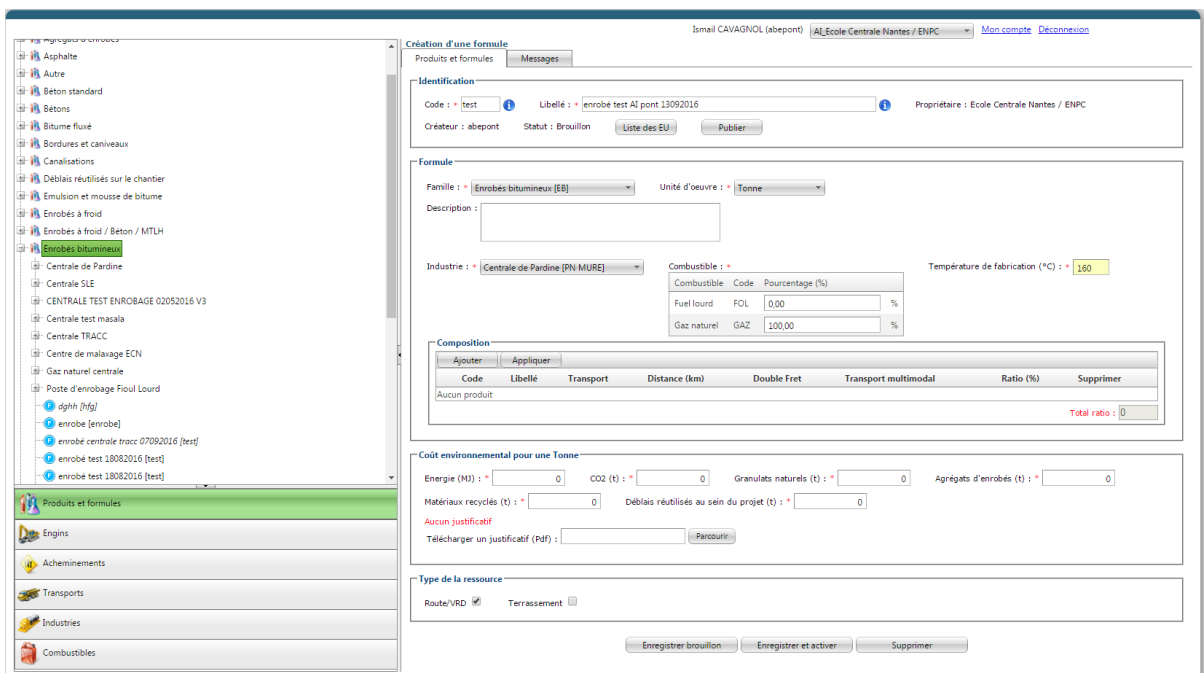 Ismail CAVAGNOL (abepont) AI_Ecole Centrale Nantes / ENPC Mon compte Déconnexion
Agrégats d'enrobés
Asphalte
Autre
Béton standard
Bétons
Bitume fluxé
Bordures et caniveaux
Canalisations
Déblais réutilisés sur le chantier
Emulsion et mousse de bitume
Enrobés à froid
Enrobés à froid / Béton / MTLH
Enrobés bitumineux
Centrale de Pardine
Centrale SLE
CENTRALE TEST ENROBAGE 02052016 V3
Centrale test masala
Centrale TRACC
Centre de malaxage ECN
Gaz naturel centrale
Poste d'enrobage Fioul Lourd
dghh [hfg]
enrobe [enrobe]
enrobé centrale tracc 07092016 [test]
enrobé test 18082016 [test]
enrobé test 18082016 [test]
Produits et formules
Engins
Acheminements
Transports
Industries
Combustibles
Création d'une formule
Produits et formules Messages
Identification
Code : * test Libellé : * enrobé test AI pont 13092016 Propriétaire : Ecole Centrale Nantes / ENPC
Créateur : abepont Statut : Brouillon Liste des EU Publier
Formule
Famille : * Enrobés bitumineux [EB] Unité d'oeuvre : * Tonne
Description :
Industrie : * Centrale de Pardine [PN MURE] Combustible : * Température de fabrication (°C) : * 160
Combustible Code Pourcentage (%)
Fuel lourd FOL 0,00 %
Gaz naturel GAZ 100,00 %
Composition
Ajouter Appliquer
Code Libellé Transport Distance (km) Double Fret Transport multimodal Ratio (%) Supprimer
Aucun produit
Total ratio : 0
Coût environnemental pour une Tonne
Energie (MJ) : * 0 CO2 (t) : * 0 Granulats naturels (t) : * 0 Agrégats d'enrobés (t) : * 0
Matériaux recyclés (t) : * 0 Déblais réutilisés au sein du projet (t) : * 0
Aucun justificatif
Télécharger un justificatif (Pdf) : Parcourir
Type de la ressource
Route/VRD Terrassement
Enregistrer brouillon Enregistrer et activer Supprimer